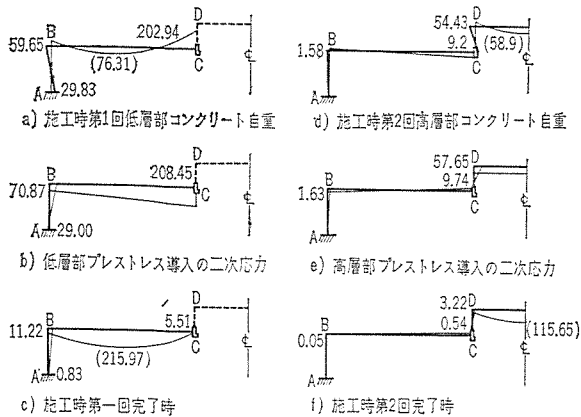 B
D
59.65
202.94
(76.31)
C
A
29.83
℄
a) 施工時第1回低層部コンクリート自重
D
54.43
B
9.2
(58.9)
1.58
C
A
℄
d) 施工時第2回高層部コンクリート自重
B
D
208.45
70.87
C
A
29.00
℄
b) 低層部プレストレス導入の二次応力
D
57.65
B
9.74
1.63
C
A
℄
e) 高層部プレストレス導入の二次応力
B
D
11.22
5.51
C
(215.97)
A
0.83
℄
c) 施工時第一回完了時
3.22
D
B
0.54
(115.65)
0.05
C
A
℄
f) 施工時第2回完了時